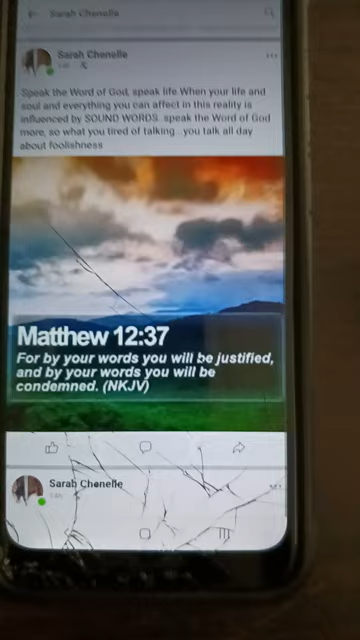 Sarah Chenelle
Sarah Chenelle
Speak the Word of God, speak life When your life and
soul and everything you can affect in this reality is
influenced by SOUND WORDS. speak the Word of God
more, so what you tired of talking...you talk all day
about foolishness
Matthew 12:37
For by your words you will be justified,
and by your words you will be
condemned. (NKJV)
Sarah Chenelle